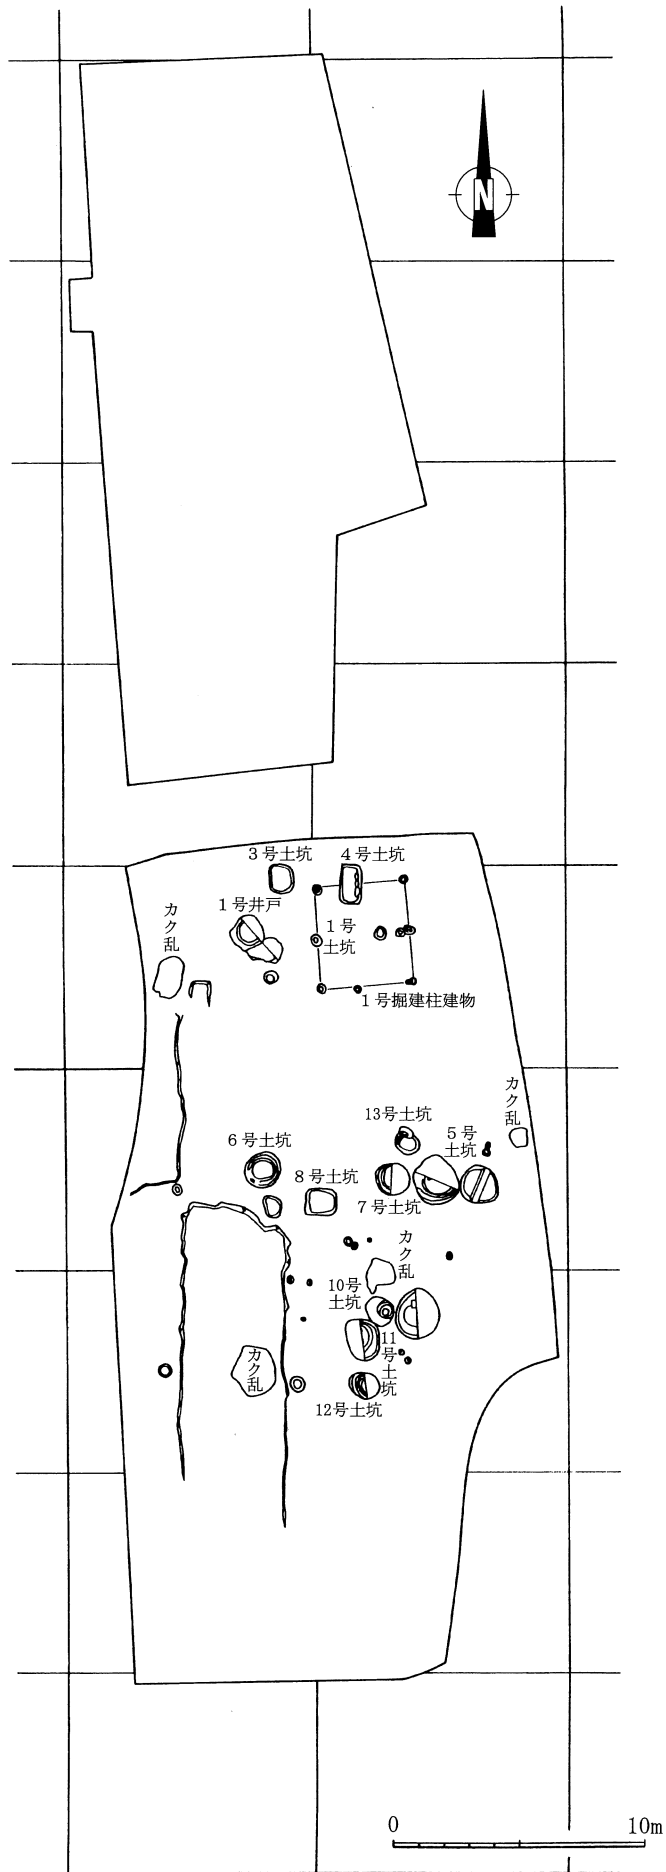 N
3号土坑
4号土坑
1号井戸
1号
土坑
カク乱
1号掘建柱建物
カク乱
13号土坑
5号
土坑
6号土坑
8号土坑
7号土坑
カク乱
10号
土坑
11号土坑
カク乱
12号土坑
0 10m